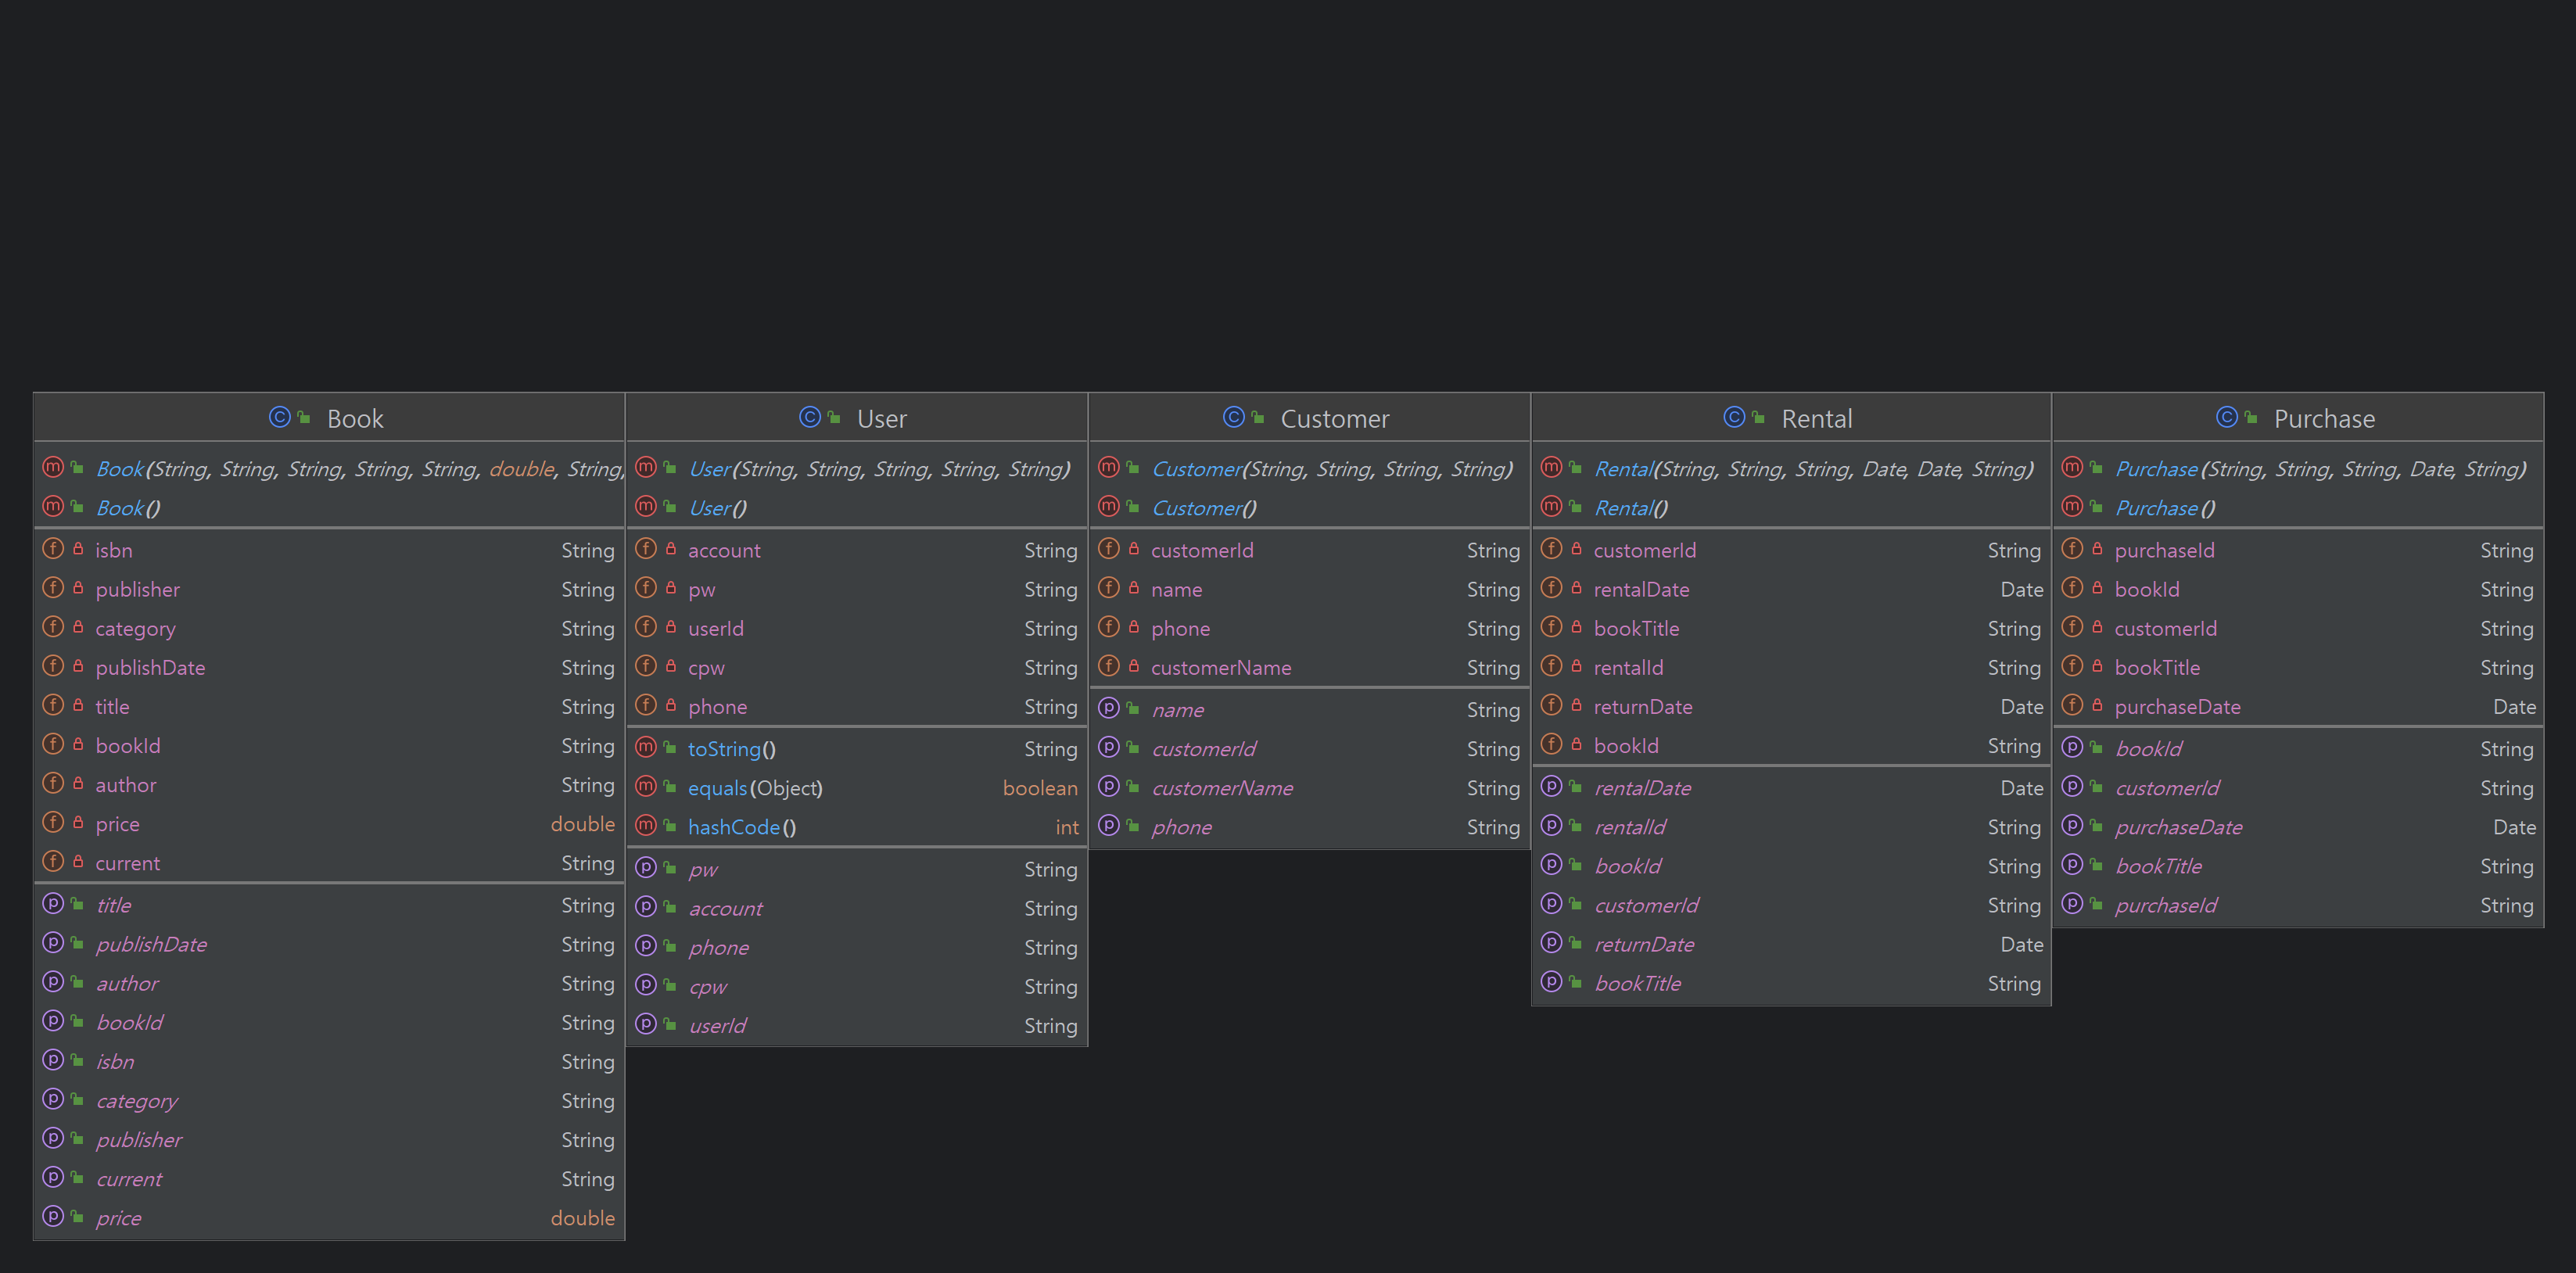 Book
Book(String, String, String, String, String, double, String,
Book()
isbn String
publisher String
category String
publishDate String
title String
bookId String
author String
price double
current String
title String
publishDate String
author String
bookId String
isbn String
category String
publisher String
current String
price double
User
User(String, String, String, String, String)
User()
account String
pw String
userId String
cpw String
phone String
toString() String
equals(Object) boolean
hashCode() int
pw String
account String
phone String
cpw String
userId String
Customer
Customer(String, String, String, String)
Customer()
customerId String
name String
phone String
customerName String
name String
customerId String
customerName String
phone String
Rental
Rental(String, String, String, Date, Date, String)
Rental()
customerId String
rentalDate Date
bookTitle String
rentalId String
returnDate Date
bookId String
rentalDate Date
rentalId String
bookId String
customerId String
returnDate Date
bookTitle String
Purchase
Purchase(String, String, String, Date, String)
Purchase()
purchaseId String
bookId String
customerId String
bookTitle String
purchaseDate Date
bookId String
customerId String
purchaseDate Date
bookTitle String
purchaseId String